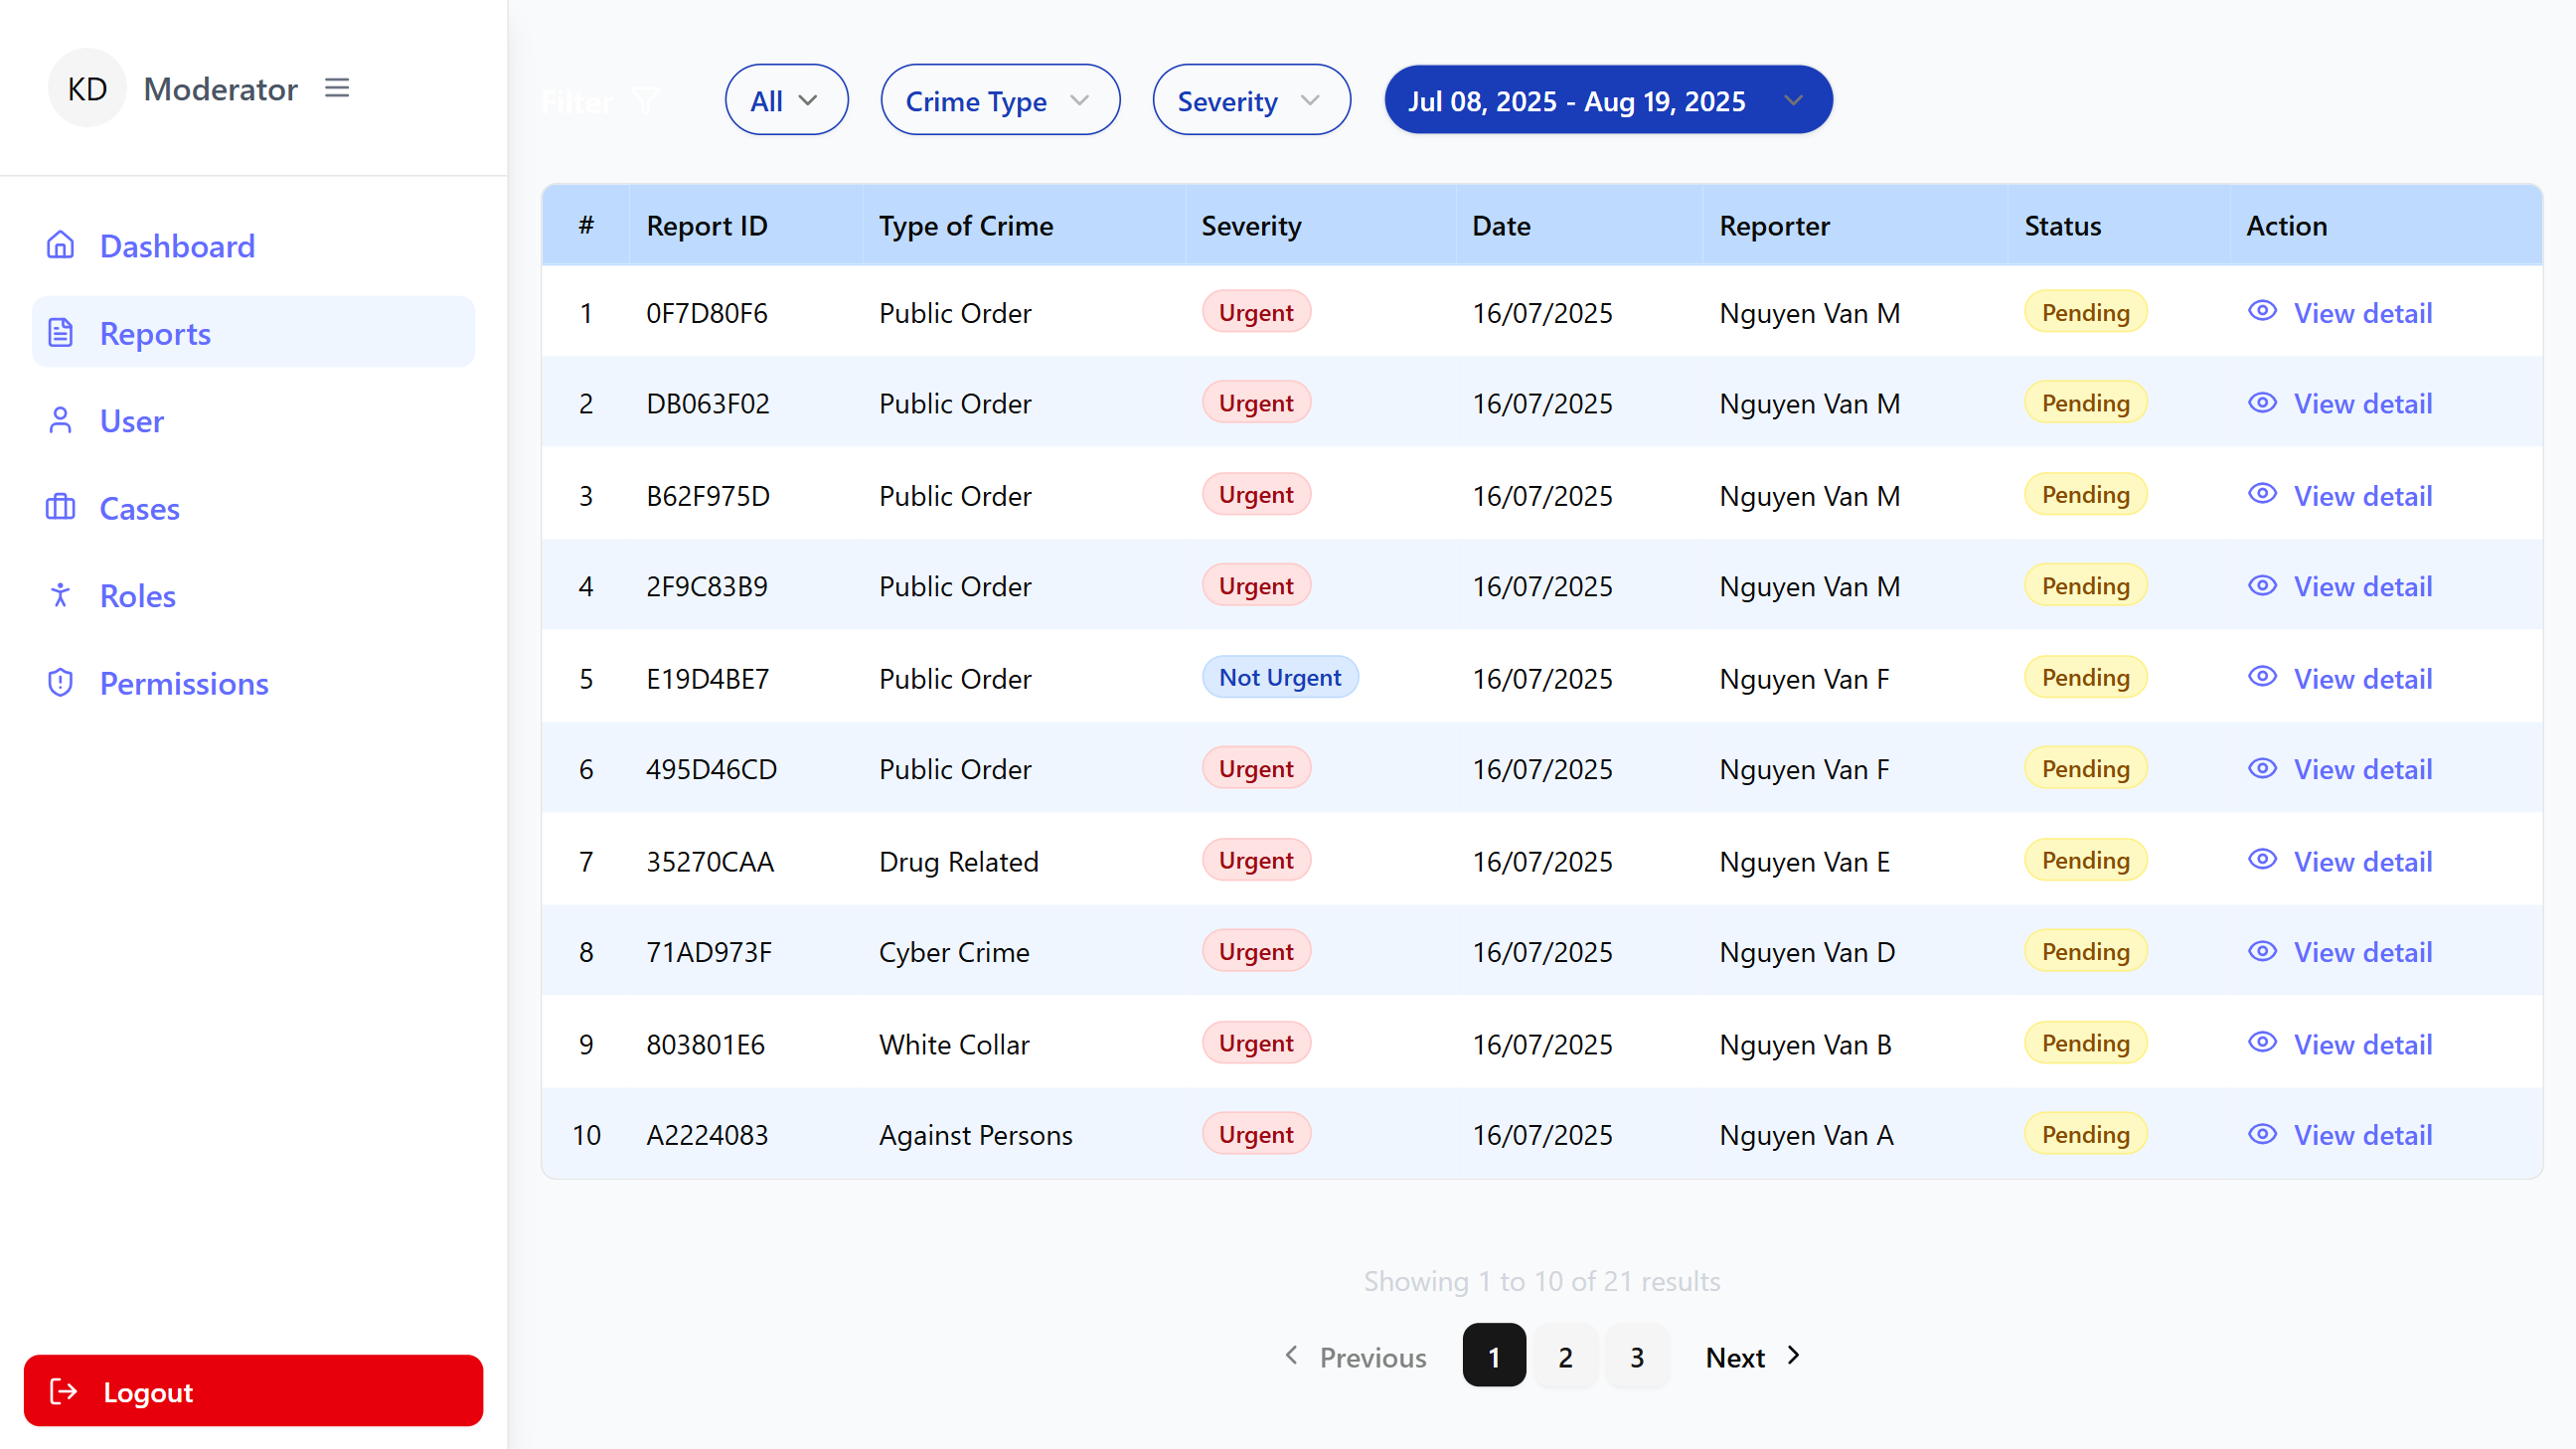 KD Moderator
Dashboard
Reports
User
Cases
Roles
Permissions
Logout
Filter All Crime Type Severity Jul 08, 2025 - Aug 19, 2025
# Report ID Type of Crime Severity Date Reporter Status Action
1 0F7D80F6 Public Order Urgent 16/07/2025 Nguyen Van M Pending View detail
2 DB063F02 Public Order Urgent 16/07/2025 Nguyen Van M Pending View detail
3 B62F975D Public Order Urgent 16/07/2025 Nguyen Van M Pending View detail
4 2F9C83B9 Public Order Urgent 16/07/2025 Nguyen Van M Pending View detail
5 E19D4BE7 Public Order Not Urgent 16/07/2025 Nguyen Van F Pending View detail
6 495D46CD Public Order Urgent 16/07/2025 Nguyen Van F Pending View detail
7 35270CAA Drug Related Urgent 16/07/2025 Nguyen Van E Pending View detail
8 71AD973F Cyber Crime Urgent 16/07/2025 Nguyen Van D Pending View detail
9 803801E6 White Collar Urgent 16/07/2025 Nguyen Van B Pending View detail
10 A2224083 Against Persons Urgent 16/07/2025 Nguyen Van A Pending View detail
Showing 1 to 10 of 21 results
Previous 1 2 3 Next